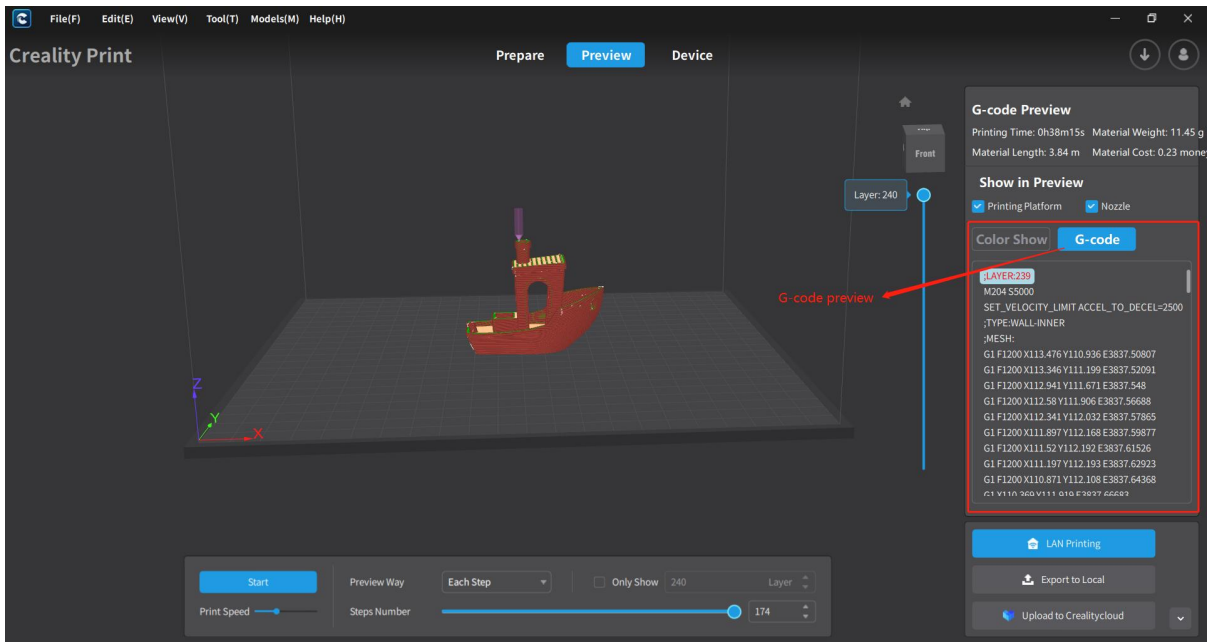 File(F) Edit(E) View(V) Tool(T) Models(M) Help(H)
Creality Print
Prepare Preview Device
G-code Preview
Printing Time: 0h38m15s Material Weight: 11.45 g
Material Length: 3.84 m Material Cost: 0.23 money
Front
Show in Preview
Layer: 240
Printing Platform Nozzle
Color Show G-code
;LAYER:239
M204 S5000
G-code preview
SET_VELOCITY_LIMIT ACCEL_TO_DECEL=2500
;TYPE:WALL-INNER
;MESH:
G1 F1200 X113.476 Y110.936 E3837.50807
G1 F1200 X113.346 Y111.199 E3837.52091
G1 F1200 X112.941 Y111.671 E3837.548
G1 F1200 X112.58 Y111.906 E3837.56688
G1 F1200 X112.341 Y112.032 E3837.57865
G1 F1200 X111.897 Y112.168 E3837.59877
G1 F1200 X111.52 Y112.192 E3837.61526
G1 F1200 X111.197 Y112.193 E3837.62923
G1 F1200 X110.871 Y112.108 E3837.64368
G1 X110.369 Y111.919 E3837.66683
Z
Y
X
LAN Printing
Export to Local
Upload to Crealitycloud
Start Preview Way Each Step Only Show 240 Layer
Print Speed Steps Number 174